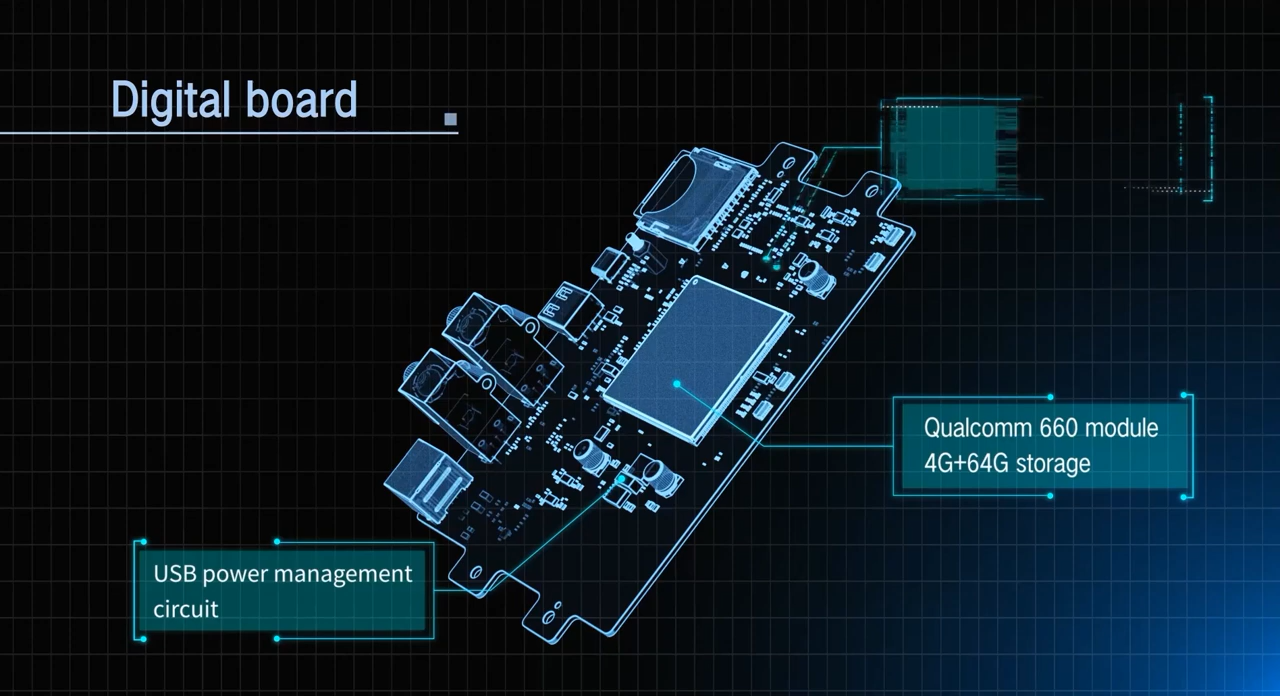 Digital board
Qualcomm 660 module
4G+64G storage
USB power management
circuit